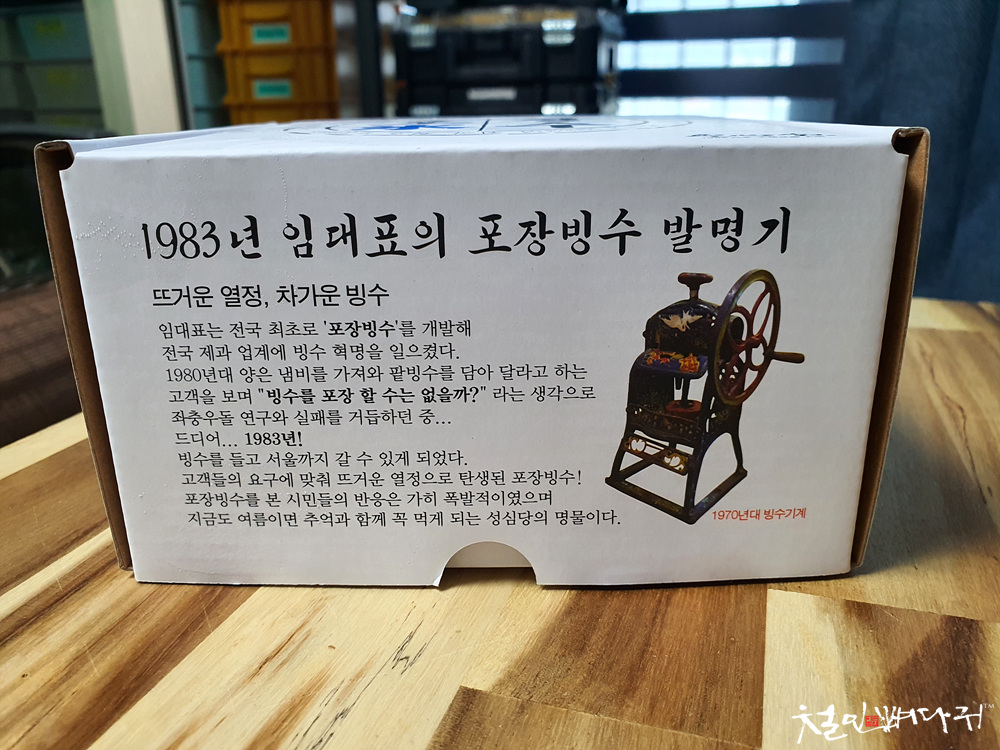 1983년 임대표의 포장빙수 발명기
뜨거운 열정, 차가운 빙수
임대표는 전국 최초로 '포장빙수'를 개발해
전국 제과 업계에 빙수 혁명을 일으켰다.
1980년대 양은 냄비를 가져와 팥빙수를 담아 달라고 하는
고객을 보며 "빙수를 포장 할 수는 없을까?" 라는 생각으로
좌충우돌 연구와 실패를 거듭하던 중...
드디어... 1983년!
빙수를 들고 서울까지 갈 수 있게 되었다.
고객들의 요구에 맞춰 뜨거운 열정으로 탄생된 포장빙수!
포장빙수를 본 시민들의 반응은 가히 폭발적이였으며
지금도 여름이면 추억과 함께 꼭 먹게 되는 성심당의 명물이다.
1970년대 빙수기계